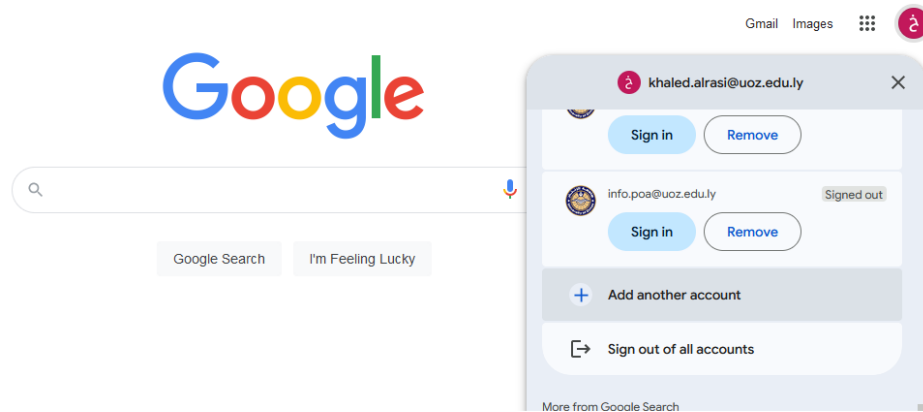 Gmail Images
خ
Google
khaled.alrasi@uoz.edu.ly
Sign in Remove
info.poa@uoz.edu.ly Signed out
Sign in Remove
Google Search I'm Feeling Lucky
Add another account
Sign out of all accounts
More from Google Search